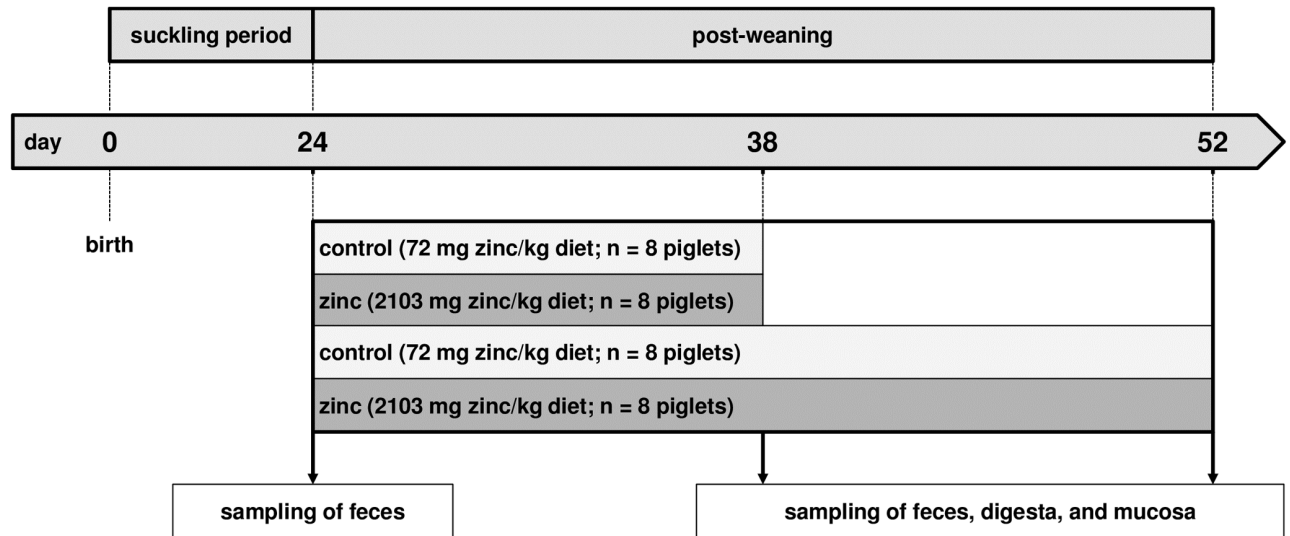 suckling period
post-weaning
day 0 24 38 52
birth
control (72 mg zinc/kg diet; n = 8 piglets)
zinc (2103 mg zinc/kg diet; n = 8 piglets)
control (72 mg zinc/kg diet; n = 8 piglets)
zinc (2103 mg zinc/kg diet; n = 8 piglets)
sampling of feces
sampling of feces, digesta, and mucosa